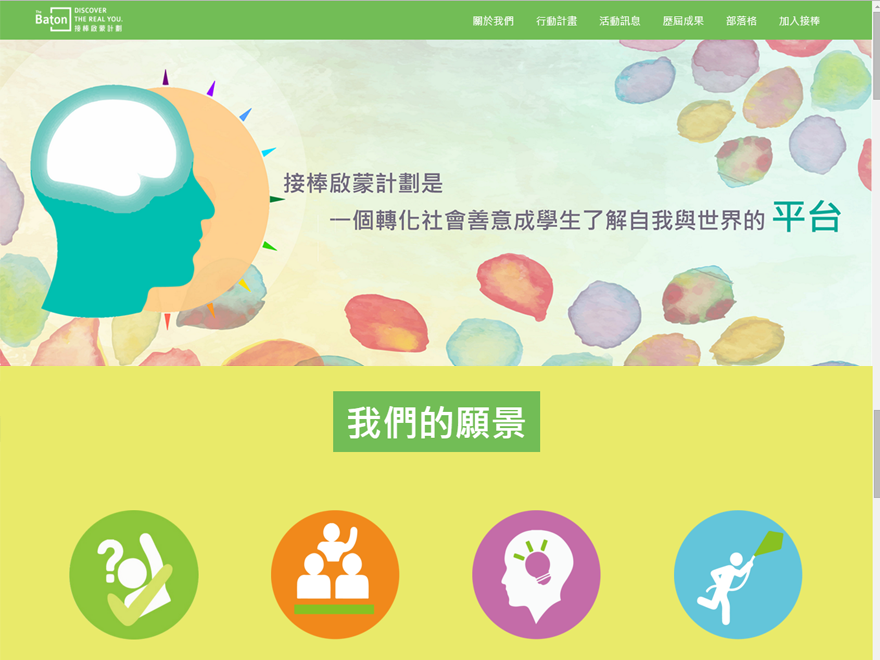 The
Baton
DISCOVER
THE REAL YOU.
接棒啟蒙計劃
關於我們 行動計畫 活動訊息 歷屆成果 部落格 加入接棒
接棒啟蒙計劃是
一個轉化社會善意成學生了解自我與世界的 平台
我們的願景
?